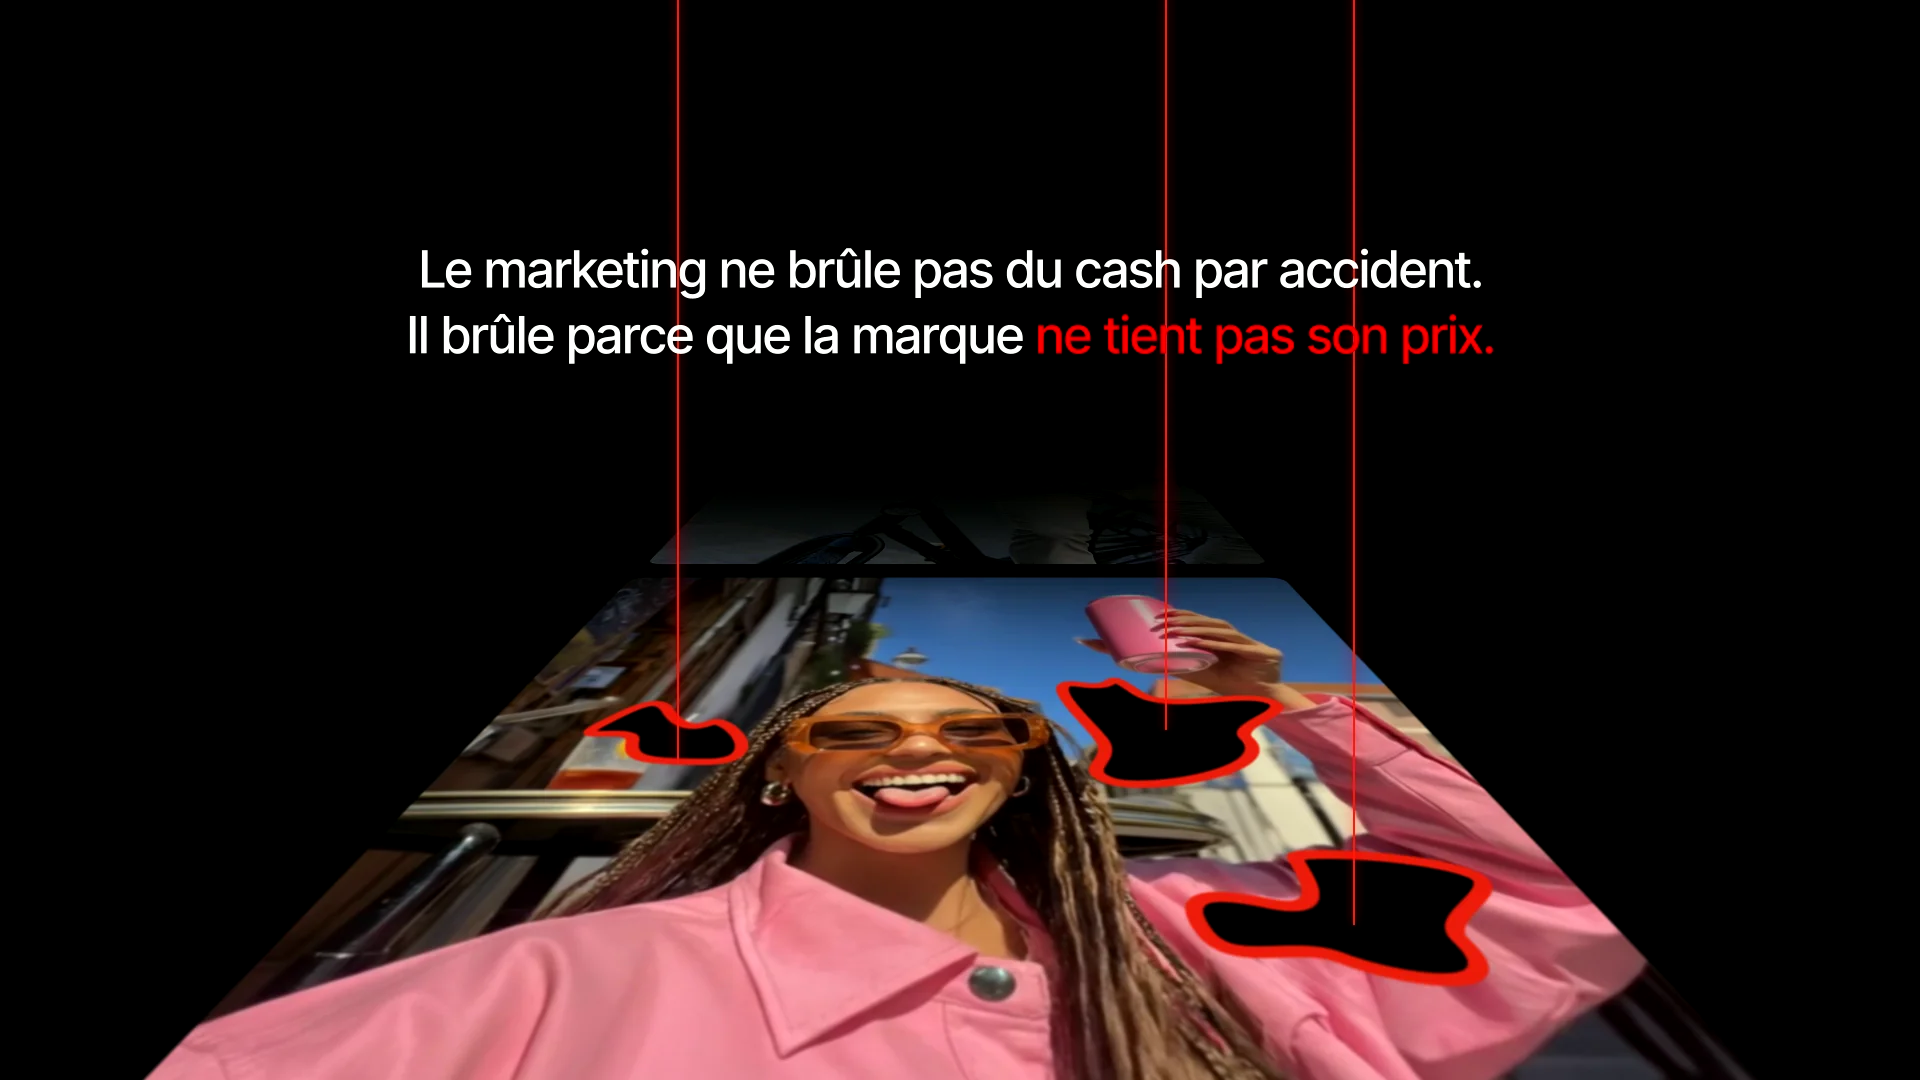 Le marketing ne brûle pas du cash par accident.
Il brûle parce que la marque ne tient pas son prix.